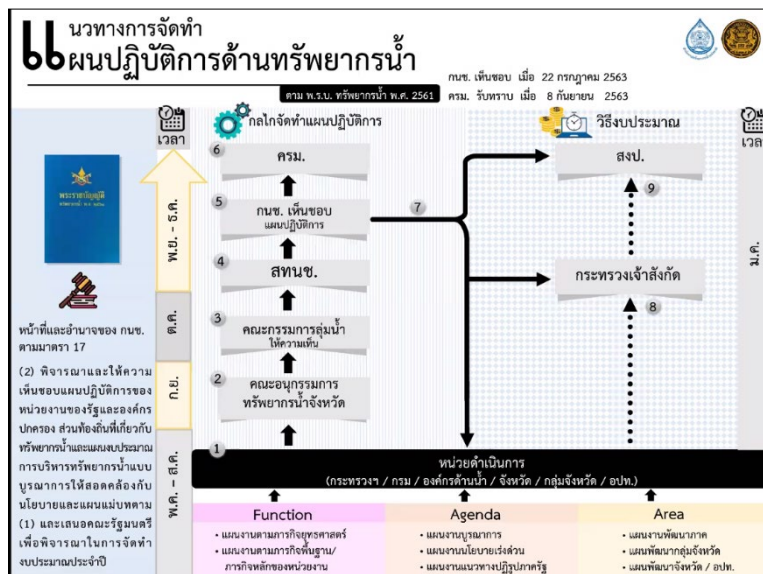 แนวทางการจัดทำ
แผนปฏิบัติการด้านทรัพยากรน้ำ
ตาม พ.ร.บ. ทรัพยากรน้ำ พ.ศ. 2561
กนช. เห็นชอบ เมื่อ 22 กรกฎาคม 2563
ครม. รับทราบ เมื่อ 8 กันยายน 2563
เวลา
กลไกจัดทำแผนปฏิบัติการ
วิธีงบประมาณ
เวลา
พระราชบัญญัติ
หน้าที่และอำนาจของ กนช.
ตามมาตรา 17
(2) พิจารณาและให้ความ
เห็นชอบแผนปฏิบัติการของ
หน่วยงานของรัฐและองค์กร
ปกครอง ส่วนท้องถิ่นที่เกี่ยวกับ
ทรัพยากรน้ำและแผนงบประมาณ
การบริหารทรัพยากรน้ำแบบ
บูรณาการให้สอดคล้องกับ
นโยบายและแผนแม่บทตาม
(1) และเสนอคณะรัฐมนตรี
เพื่อพิจารณาในการจัดทำ
งบประมาณประจำปี
พ.ย. - ธ.ค.
ต.ค.
ก.ย.
พ.ค. - ส.ค.
6
ครม.
5
กนช. เห็นชอบ
แผนปฏิบัติการ
4
สทนช.
3
คณะกรรมการลุ่มน้ำ
ให้ความเห็น
2
คณะอนุกรรมการ
ทรัพยากรน้ำจังหวัด
7
สงป.
9
กระทรวงเจ้าสังกัด
8
ม.ค.
1
หน่วยดำเนินการ
(กระทรวงฯ / กรม / องค์กรด้านน้ำ / จังหวัด / กลุ่มจังหวัด / อปท.)
Function
• แผนงานตามภารกิจยุทธศาสตร์
• แผนงานตามภารกิจพื้นฐาน/
ภารกิจหลักของหน่วยงาน
Agenda
• แผนงานบูรณาการ
• แผนงานนโยบายเร่งด่วน
• แผนงานแนวทางปฏิรูปภาครัฐ
Area
• แผนงานพัฒนาภาค
• แผนพัฒนากลุ่มจังหวัด
• แผนพัฒนาจังหวัด / อปท.